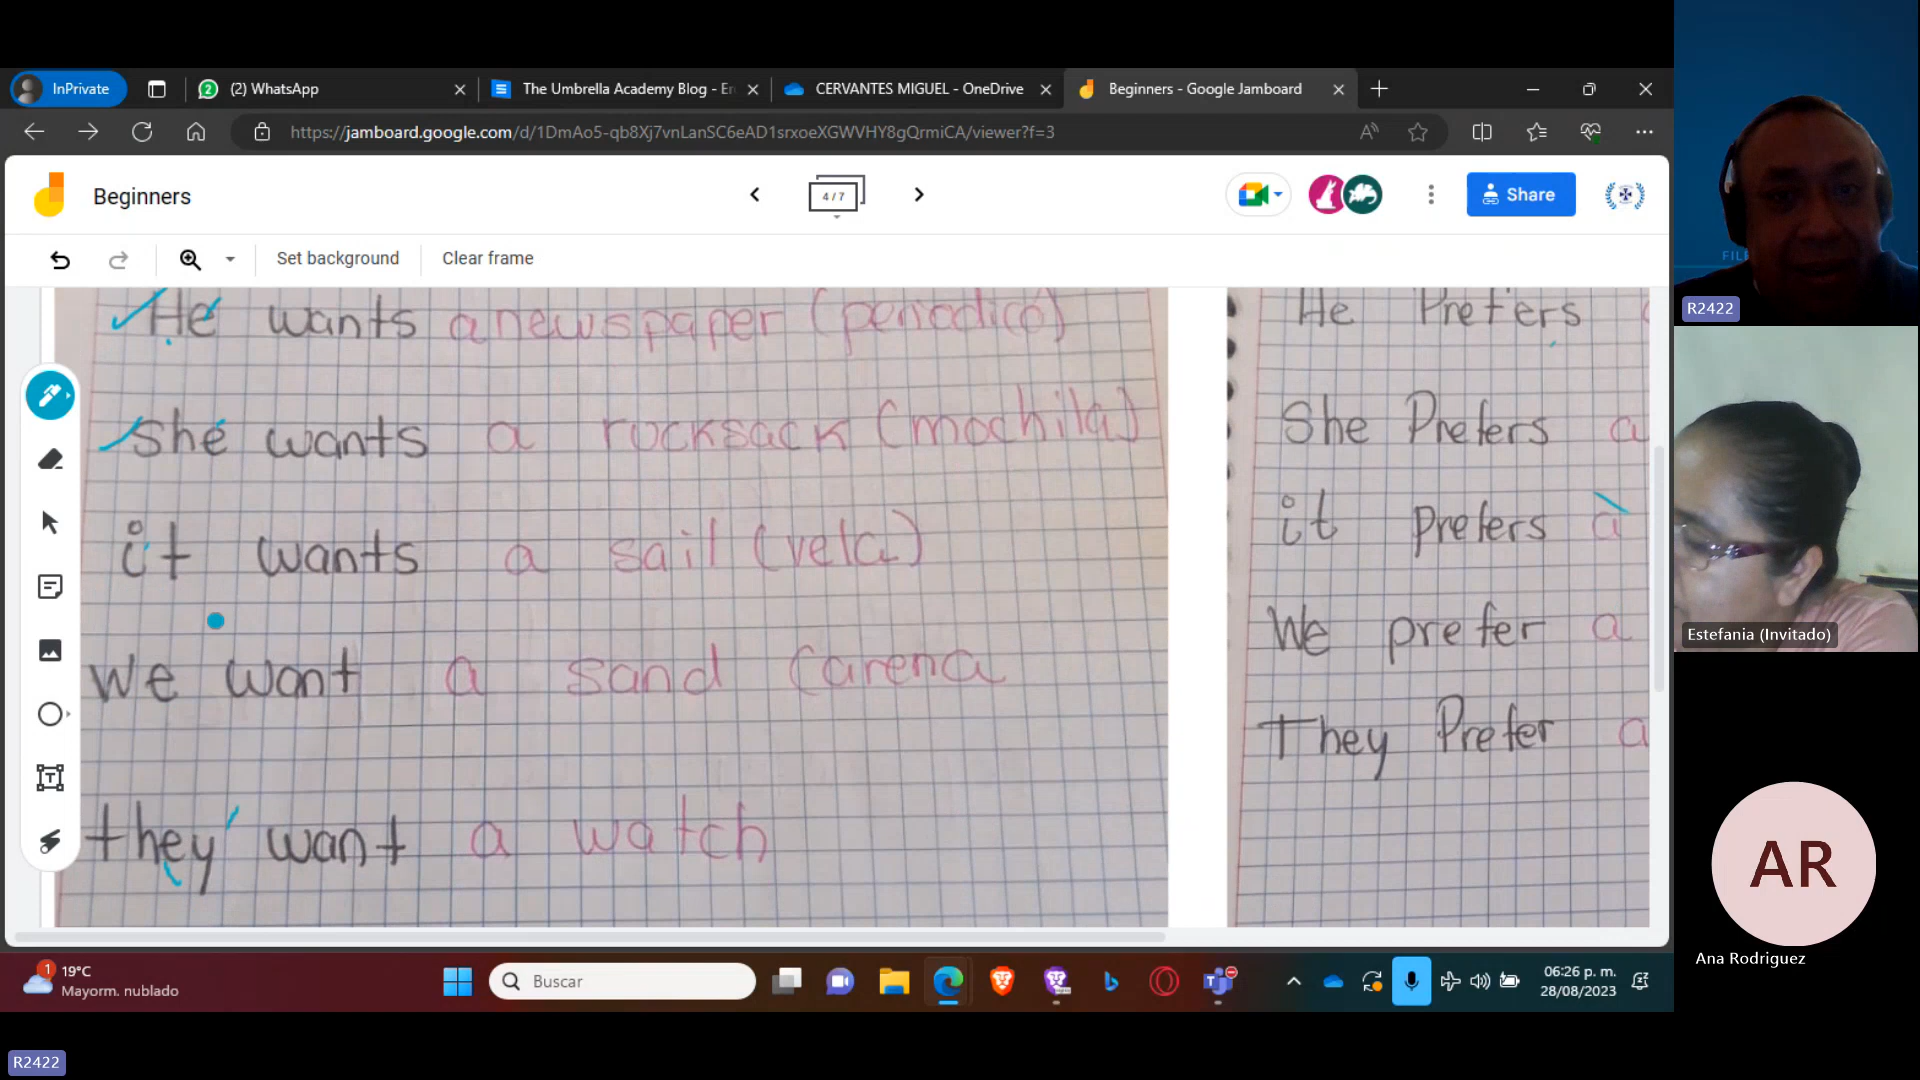 InPrivate
(2) WhatsApp
The Umbrella Academy Blog - En
CERVANTES MIGUEL - OneDrive
Beginners - Google Jamboard
https://jamboard.google.com/d/1DmAo5-qb8Xj7vnLanSC6eAD1srxoeXGWVHY8gQrmiCA/viewer?f=3
Beginners
4 / 7
Share
Set background
Clear frame
He wants a newspaper (periodico)
She wants a rucksack (mochila)
it wants a sail (vela)
We want a sand (arena
they want a watch
He Prefers
She Prefers a
it prefers a
We prefer a
They Prefer a
R2422
Estefania (Invitado)
AR
Ana Rodriguez
1
19°C
Mayorm. nublado
Buscar
06:26 p. m.
28/08/2023
R2422